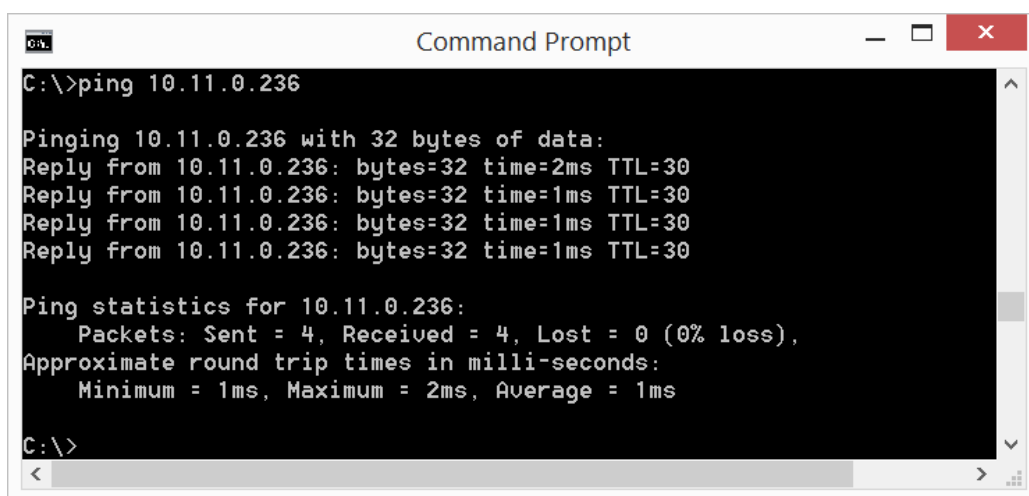 C:\.
Command Prompt
C:\>ping 10.11.0.236
Pinging 10.11.0.236 with 32 bytes of data:
Reply from 10.11.0.236: bytes=32 time=2ms TTL=30
Reply from 10.11.0.236: bytes=32 time=1ms TTL=30
Reply from 10.11.0.236: bytes=32 time=1ms TTL=30
Reply from 10.11.0.236: bytes=32 time=1ms TTL=30
Ping statistics for 10.11.0.236:
    Packets: Sent = 4, Received = 4, Lost = 0 (0% loss),
Approximate round trip times in milli-seconds:
    Minimum = 1ms, Maximum = 2ms, Average = 1ms
C:\>